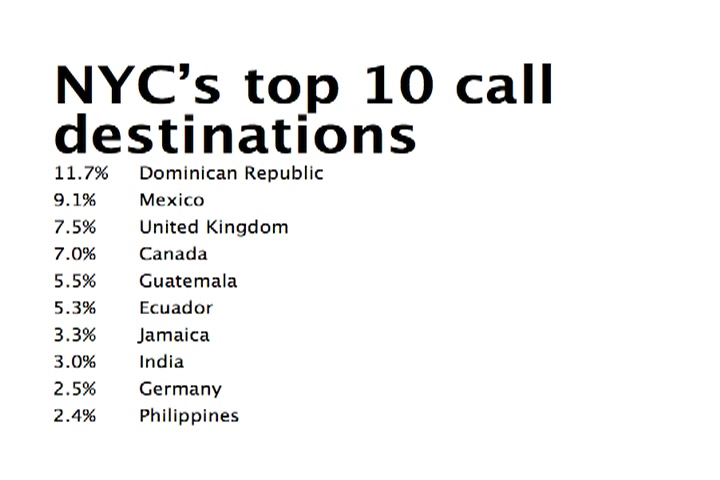 NYC’s top 10 call
destinations
11.7% Dominican Republic
9.1% Mexico
7.5% United Kingdom
7.0% Canada
5.5% Guatemala
5.3% Ecuador
3.3% Jamaica
3.0% India
2.5% Germany
2.4% Philippines